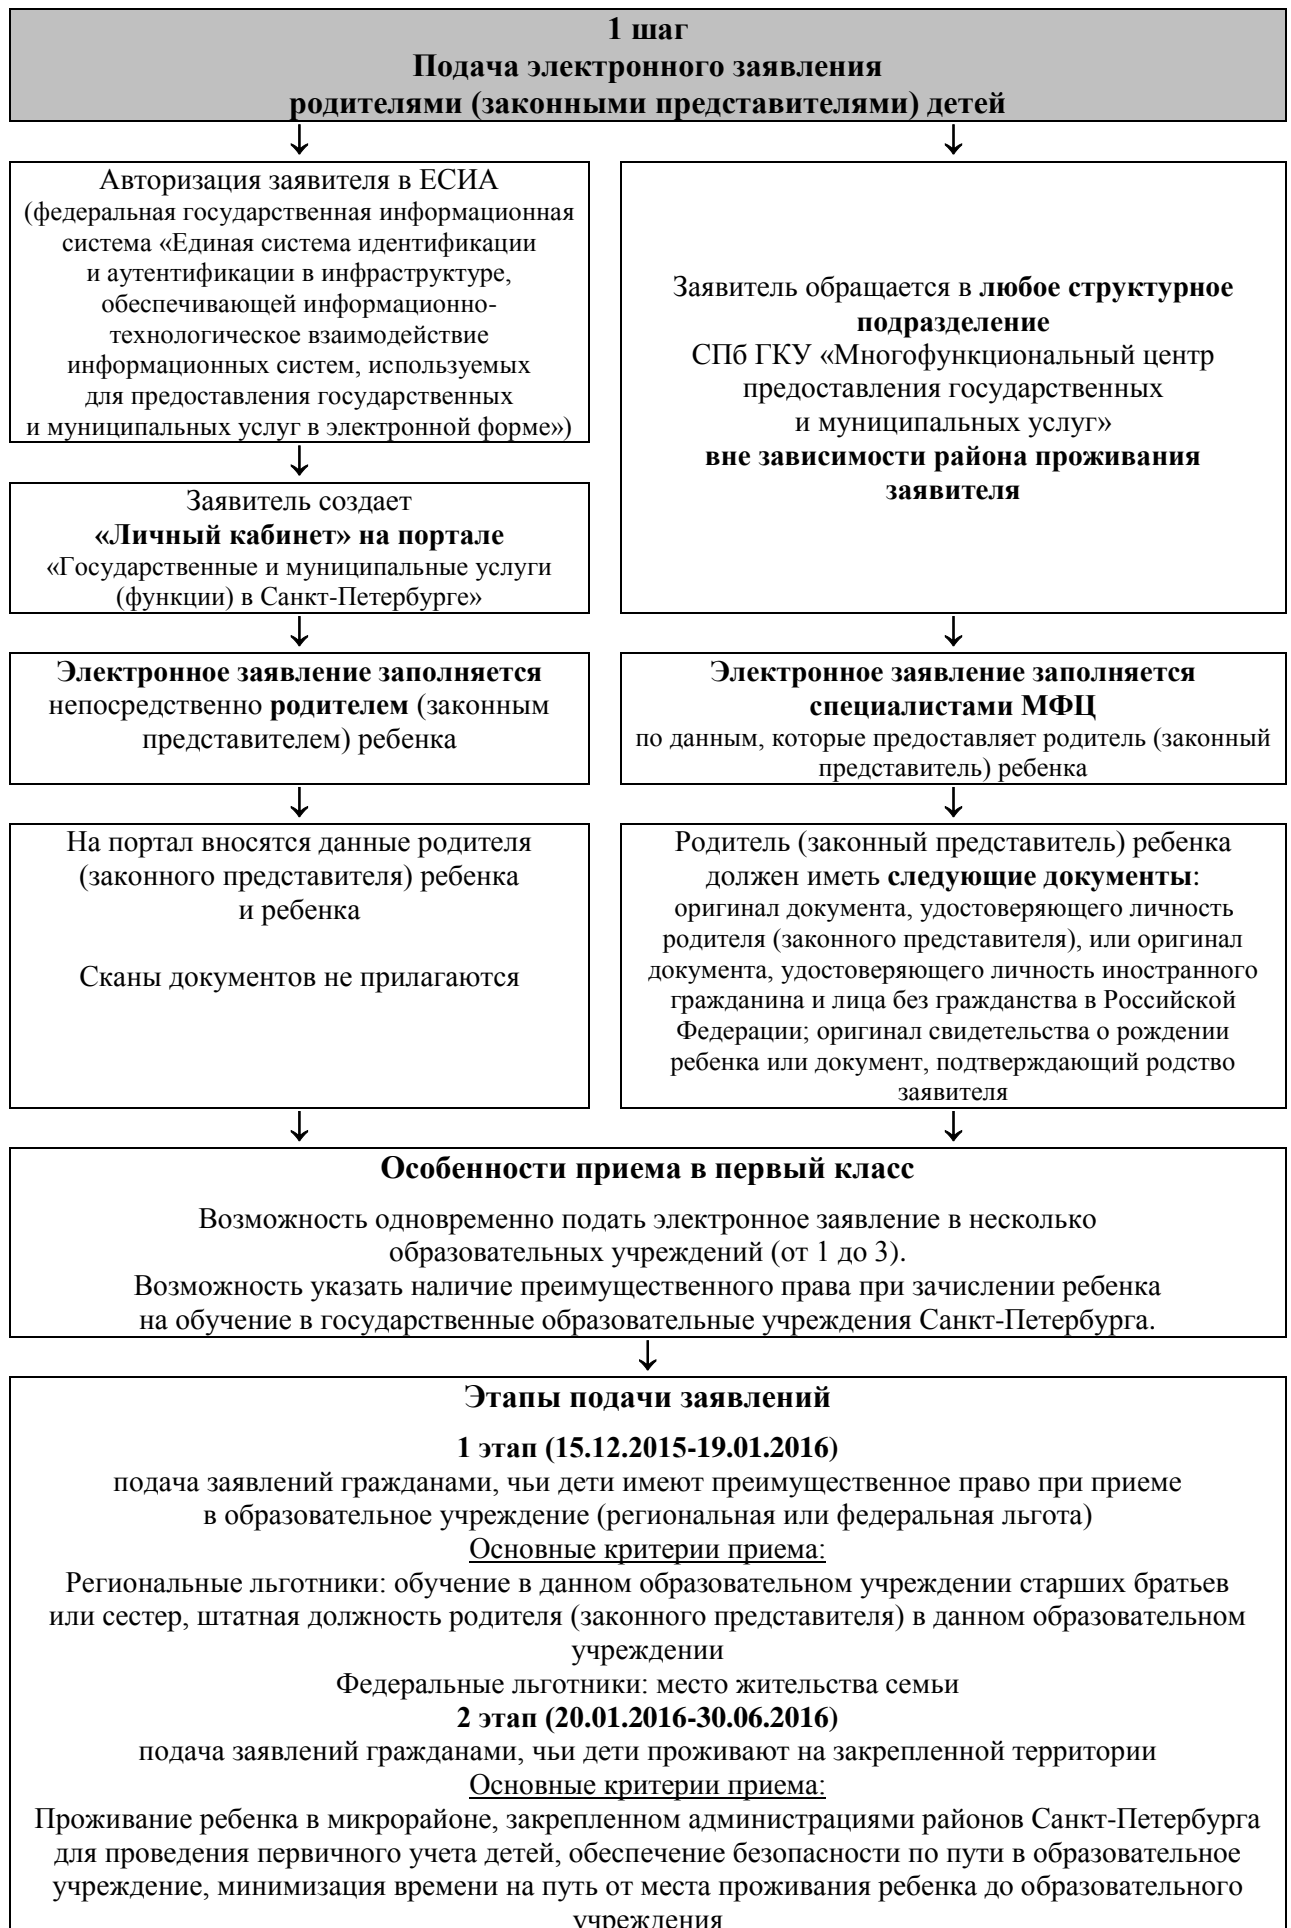 1 шаг
Подача электронного заявления
родителями (законными представителями) детей
Авторизация заявителя в ЕСИА
(федеральная государственная информационная
система «Единая система идентификации
и аутентификации в инфраструктуре,
обеспечивающей информационно-
технологическое взаимодействие
информационных систем, используемых
для предоставления государственных
и муниципальных услуг в электронной форме»)
Заявитель создает
«Личный кабинет» на портале
«Государственные и муниципальные услуги
(функции) в Санкт-Петербурге»
Электронное заявление заполняется
непосредственно родителем (законным
представителем) ребенка
На портал вносятся данные родителя
(законного представителя) ребенка
и ребенка
Сканы документов не прилагаются
Заявитель обращается в любое структурное
подразделение
СПб ГКУ «Многофункциональный центр
предоставления государственных
и муниципальных услуг»
вне зависимости района проживания
заявителя
Электронное заявление заполняется
специалистами МФЦ
по данным, которые предоставляет родитель (законный
представитель) ребенка
Родитель (законный представитель) ребенка
должен иметь следующие документы:
оригинал документа, удостоверяющего личность
родителя (законного представителя), или оригинал
документа, удостоверяющего личность иностранного
гражданина и лица без гражданства в Российской
Федерации; оригинал свидетельства о рождении
ребенка или документ, подтверждающий родство
заявителя
Особенности приема в первый класс
Возможность одновременно подать электронное заявление в несколько
образовательных учреждений (от 1 до 3).
Возможность указать наличие преимущественного права при зачислении ребенка
на обучение в государственные образовательные учреждения Санкт-Петербурга.
Этапы подачи заявлений
1 этап (15.12.2015-19.01.2016)
подача заявлений гражданами, чьи дети имеют преимущественное право при приеме
в образовательное учреждение (региональная или федеральная льгота)
Основные критерии приема:
Региональные льготники: обучение в данном образовательном учреждении старших братьев
или сестер, штатная должность родителя (законного представителя) в данном образовательном
учреждении
Федеральные льготники: место жительства семьи
2 этап (20.01.2016-30.06.2016)
подача заявлений гражданами, чьи дети проживают на закрепленной территории
Основные критерии приема:
Проживание ребенка в микрорайоне, закрепленном администрациями районов Санкт-Петербурга
для проведения первичного учета детей, обеспечение безопасности по пути в образовательное
учреждение, минимизация времени на путь от места проживания ребенка до образовательного
учреждения